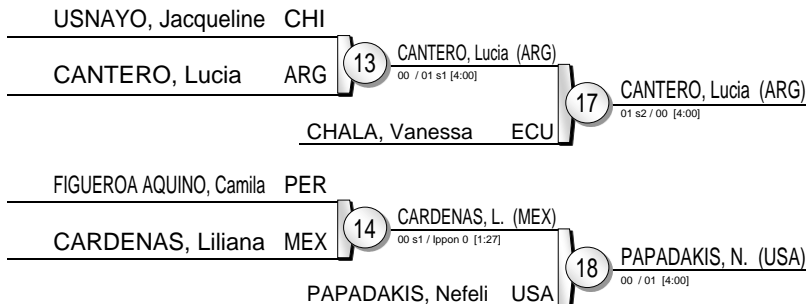 USNAYO, Jacqueline CHI
CANTERO, Lucia ARG
13
CANTERO, Lucia (ARG)
00 / 01 s1 [4:00]
CHALA, Vanessa ECU
17
CANTERO, Lucia (ARG)
01 s2 / 00 [4:00]
FIGUEROA AQUINO, Camila PER
CARDENAS, Liliana MEX
14
CARDENAS, L. (MEX)
00 s1 / Ippon 0 [1:27]
PAPADAKIS, Nefeli USA
18
PAPADAKIS, N. (USA)
00 / 01 [4:00]